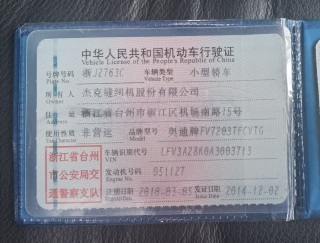 中华人民共和国机动车行驶证
Vehicle License of the People's Republic of China
号牌号码 浙JZ763C 车辆类型 小型轿车
Plate No. Vehicle Type
所有人 杰克缝纫机股份有限公司
Owner
住址 浙江省台州市椒江区机场南路15号
Address
使用性质 非营运 品牌型号 奥迪牌FV7203TFCVTG
Use Character Model
浙江省台州 车辆识别代号 LFV3A28K0A3003713
VIN
市公安局交 发动机号码 051127
Engine No.
通警察支队 注册日期 2010-03-05 发证日期 2014-12-02